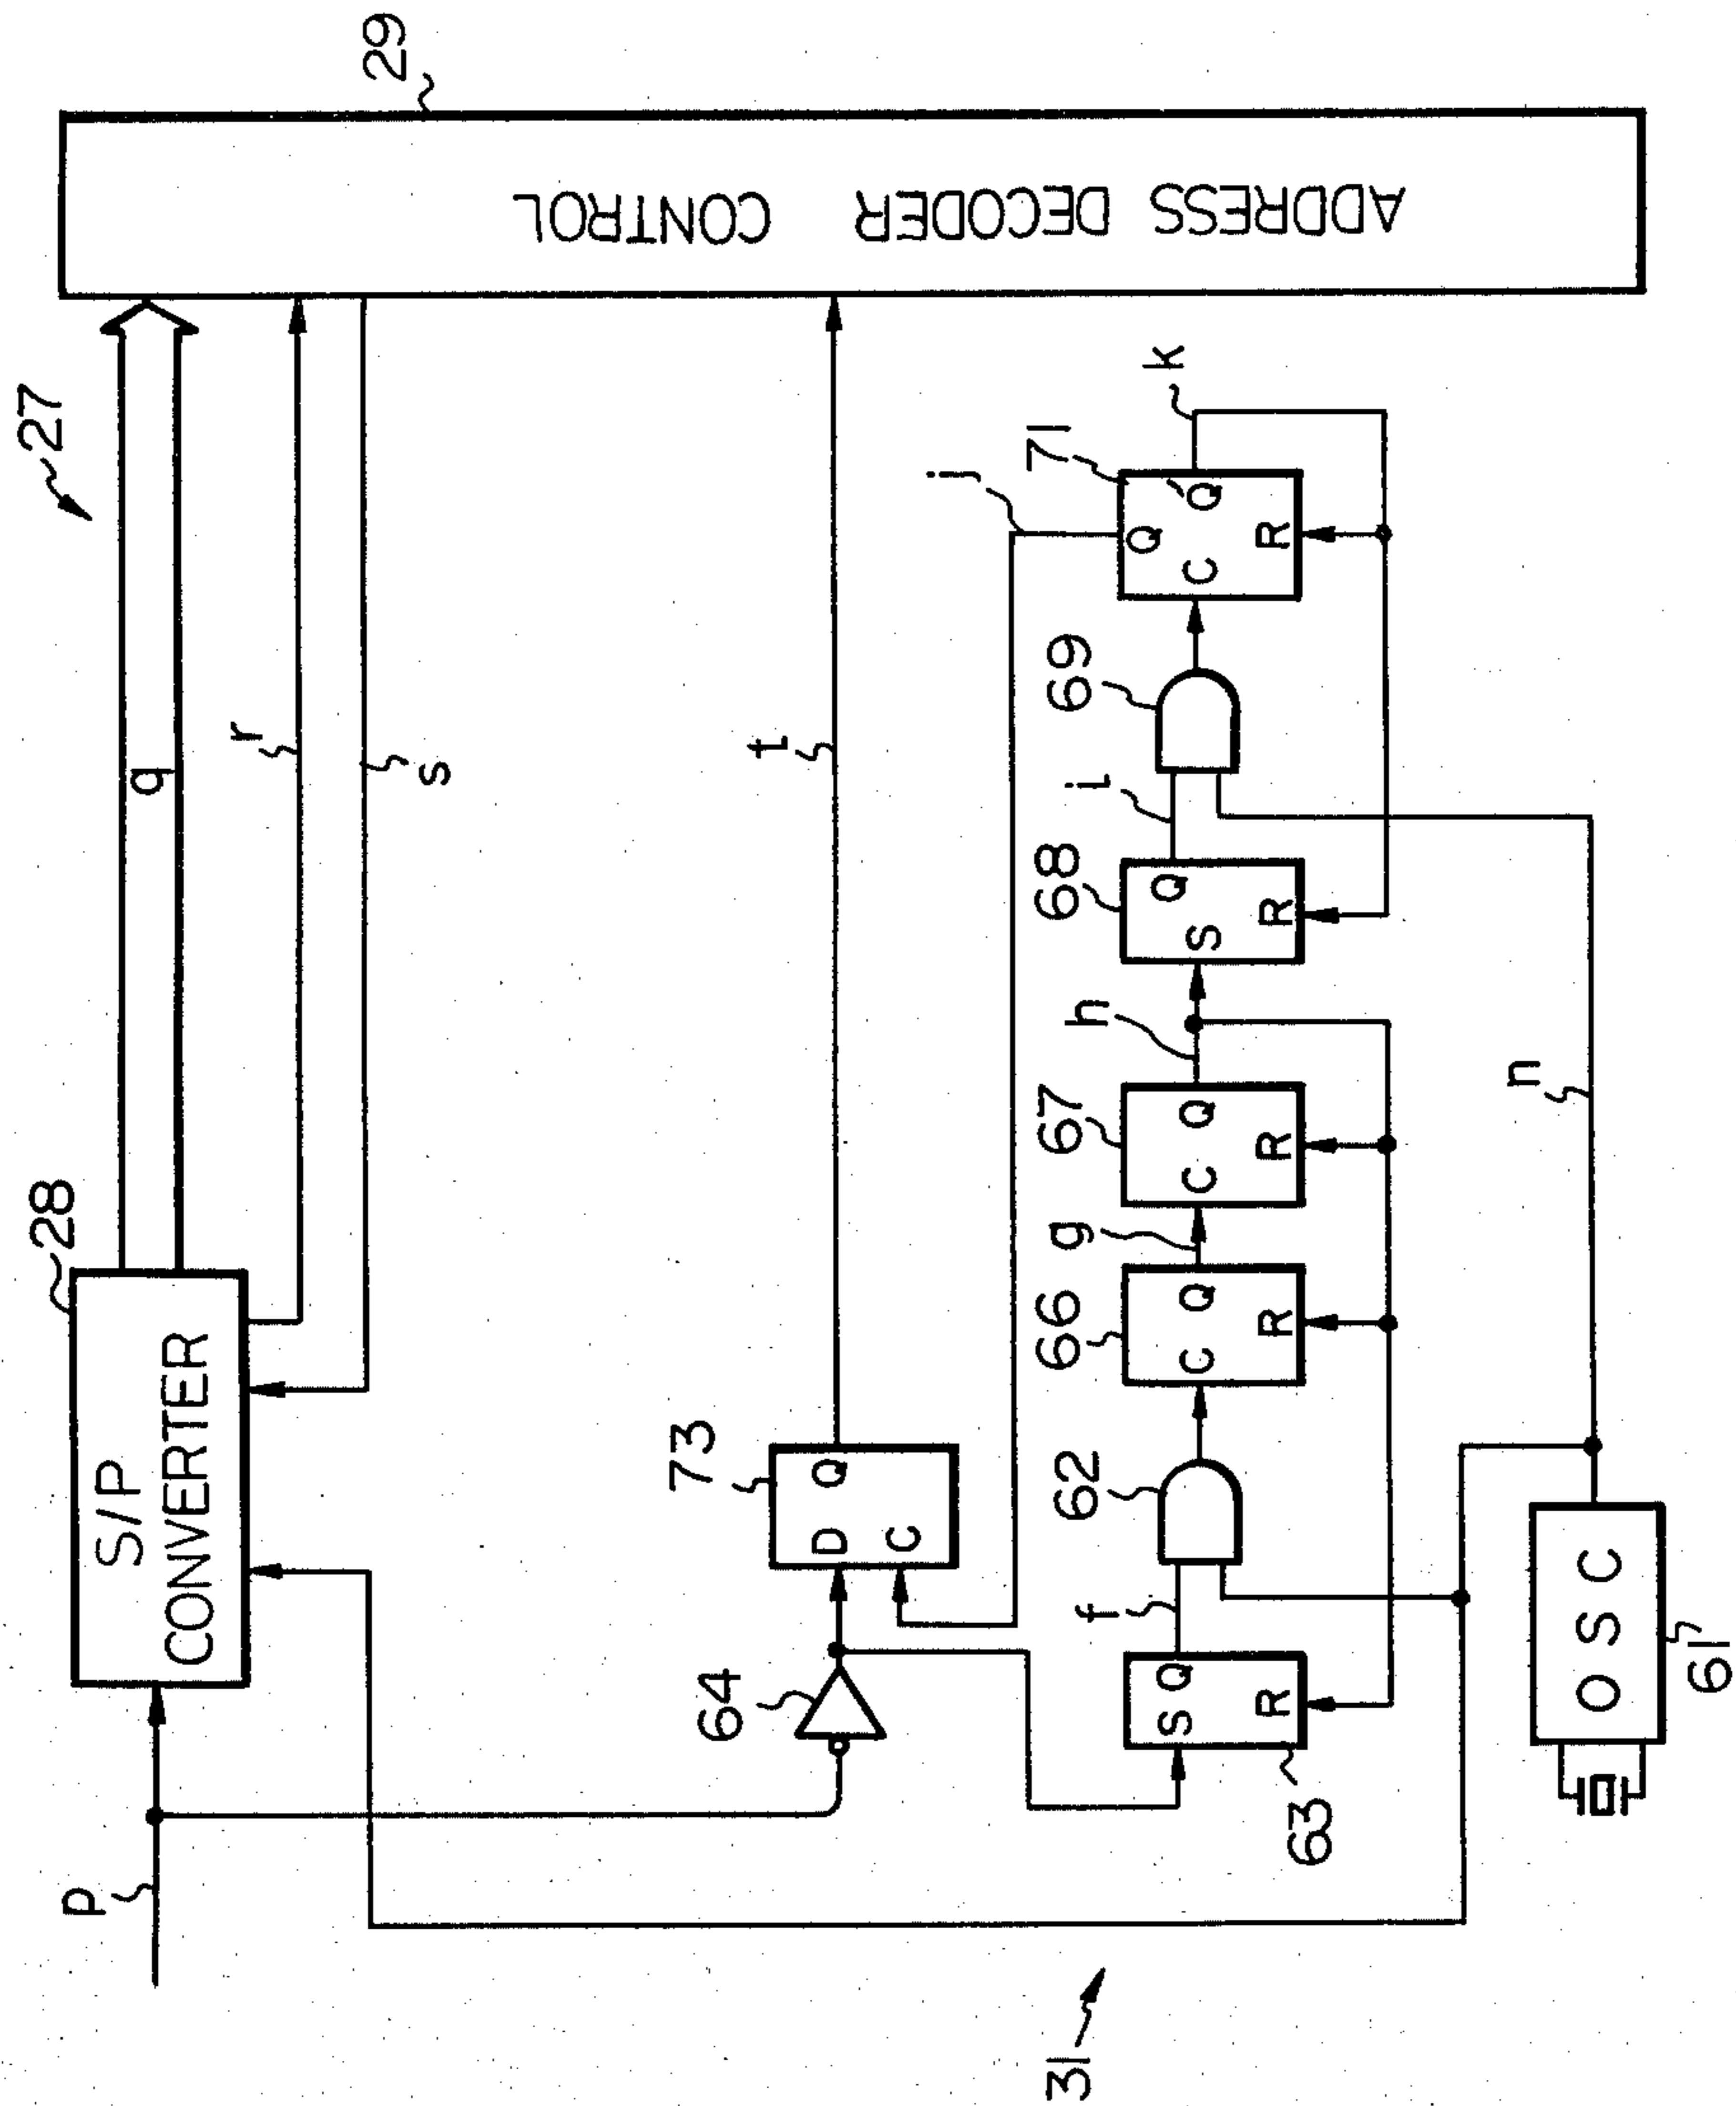 27
28
S/P
CONVERTER
p
q
r
s
29
ADDRESS DECODER CONTROL
64
73
D Q
C
t
j
63
S Q
R
f
62
66
C Q
R
g
67
C Q
R
h
68
S Q
R
i
69
71
Q
C Q'
R
k
n
OSC
61
31